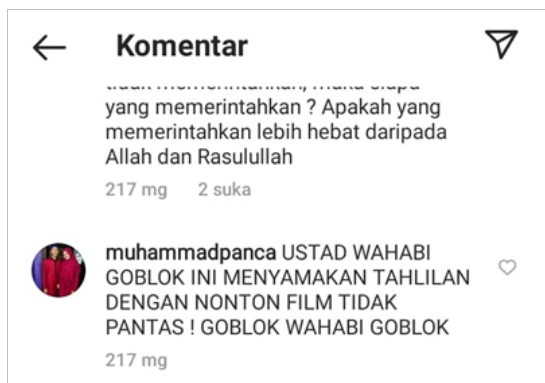 Komentar
yang memerintahkan ? Apakah yang
memerintahkan lebih hebat daripada
Allah dan Rasulullah
217 mg 2 suka
muhammadpanca USTAD WAHABI
GOBLOK INI MENYAMAKAN TAHLILAN
DENGAN NONTON FILM TIDAK
PANTAS ! GOBLOK WAHABI GOBLOK
217 mg